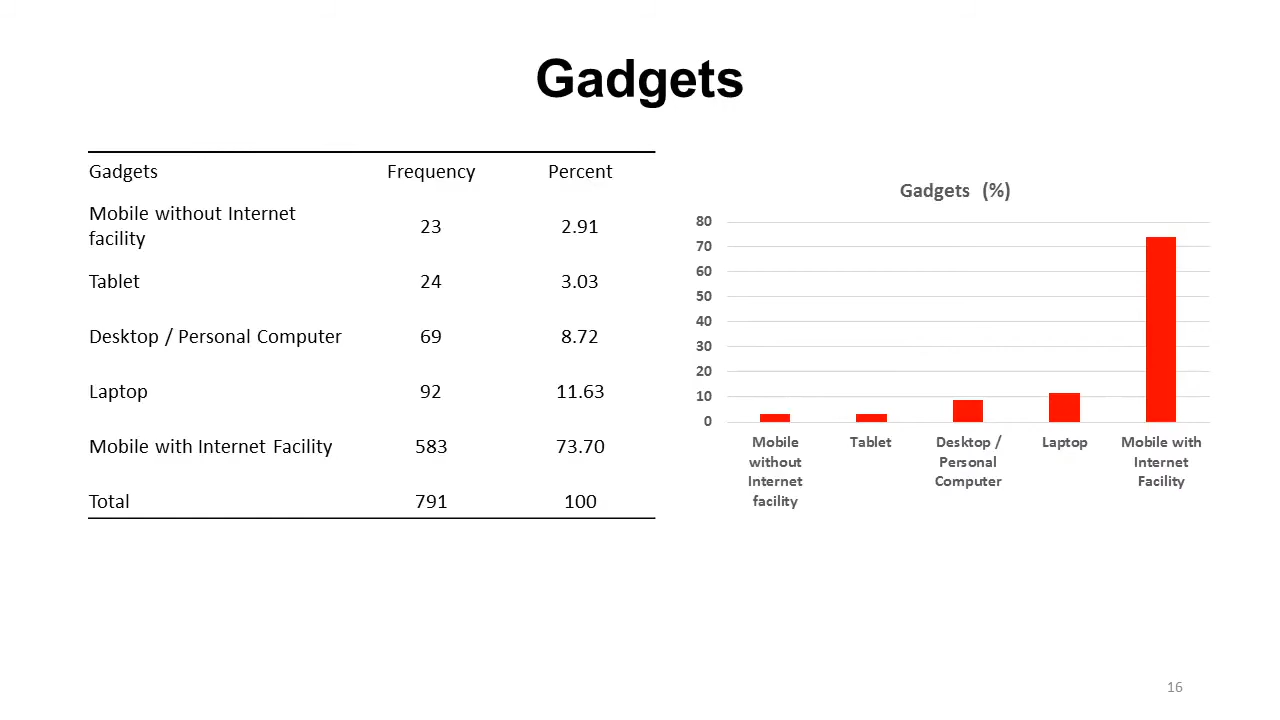 Gadgets
Gadgets Frequency Percent
Mobile without Internet
facility 23 2.91
Tablet 24 3.03
Desktop / Personal Computer 69 8.72
Laptop 92 11.63
Mobile with Internet Facility 583 73.70
Total 791 100
Gadgets (%)
80
70
60
50
40
30
20
10
0
Mobile
without
Internet
facility
Tablet
Desktop /
Personal
Computer
Laptop
Mobile with
Internet
Facility
16